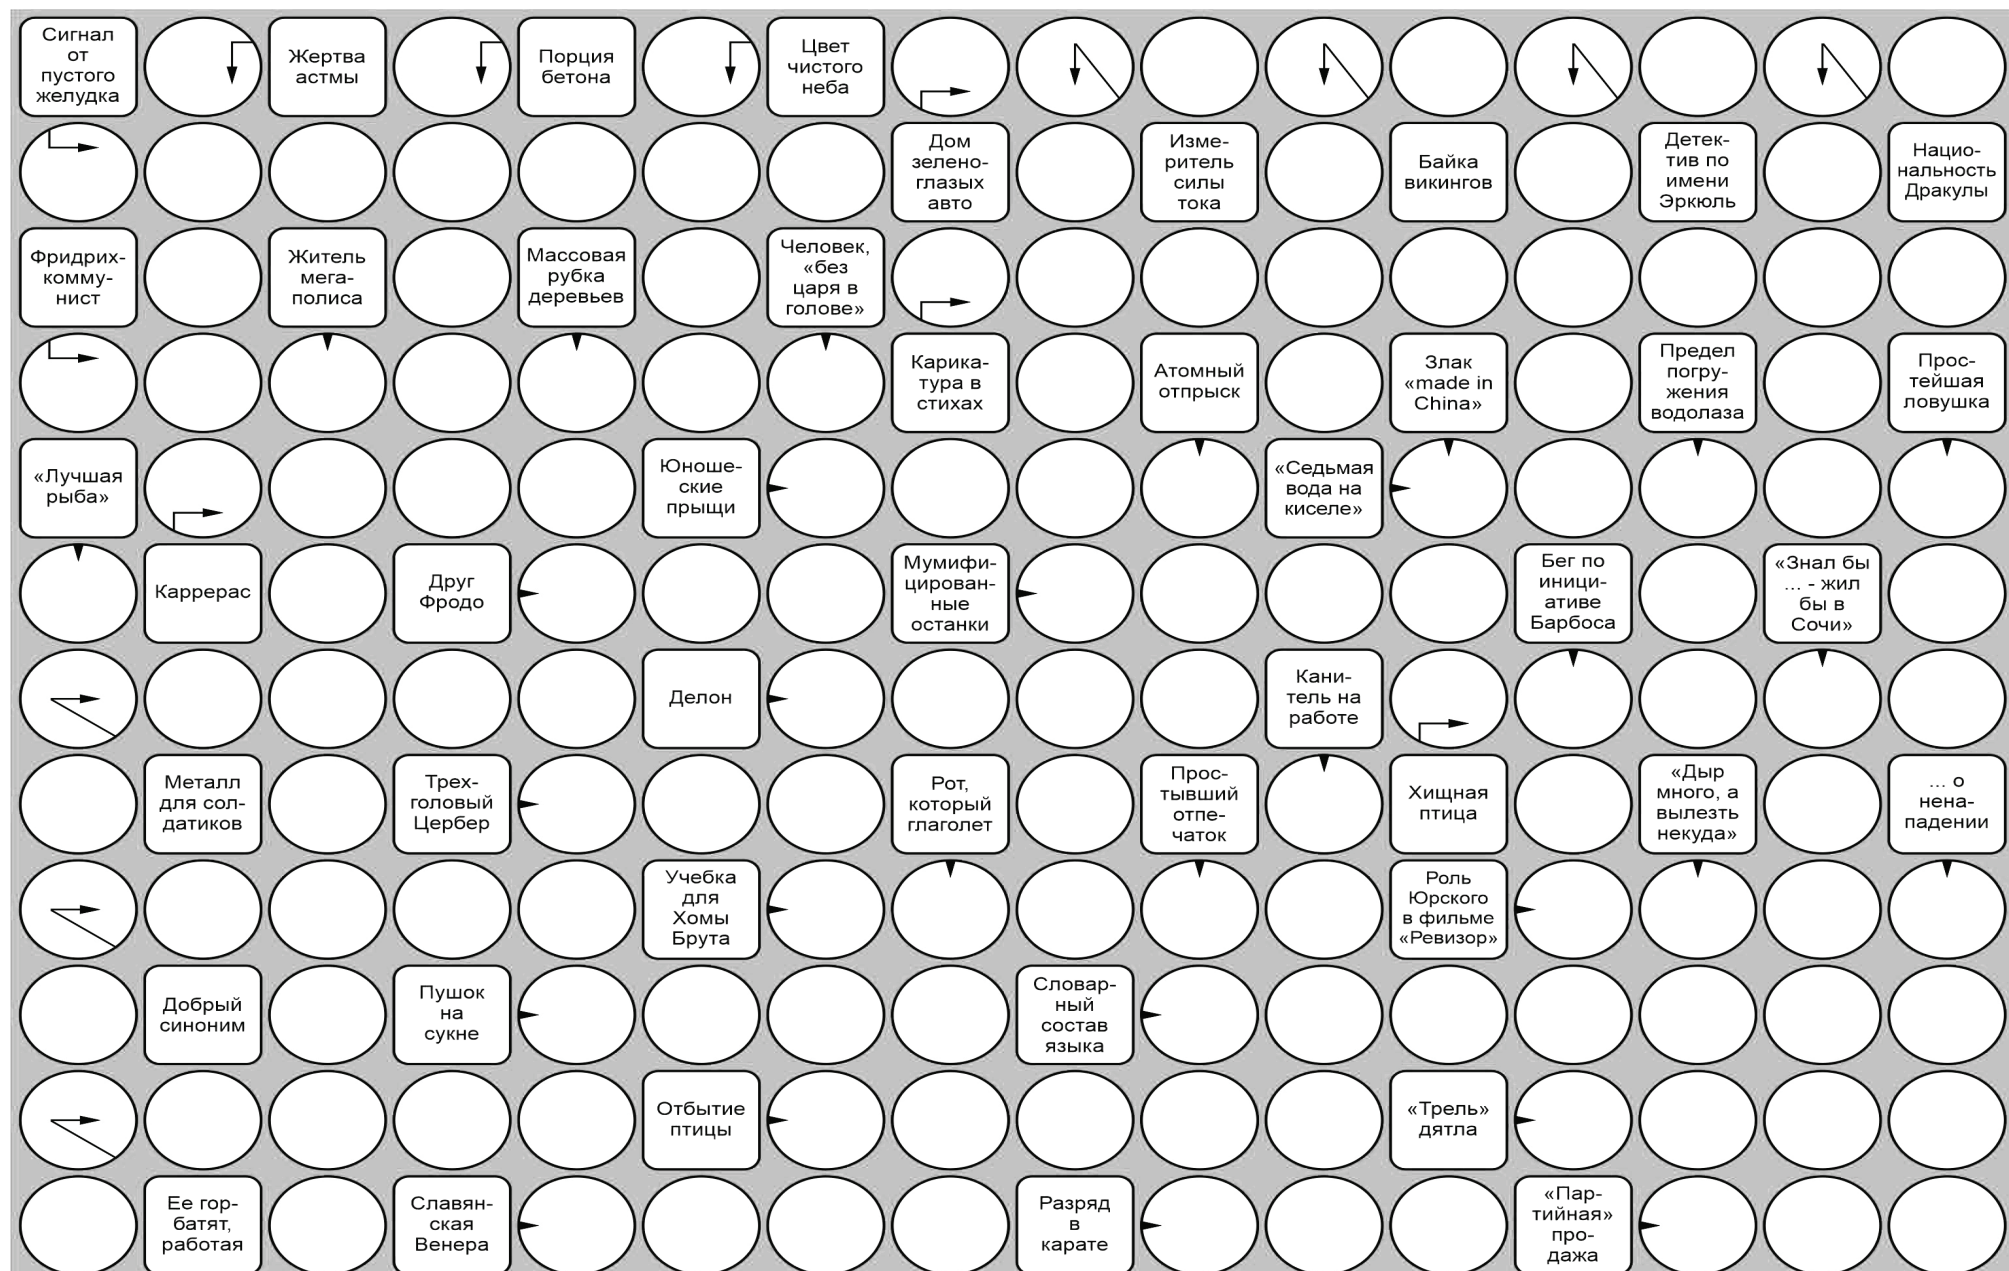 Сигнал
от
пустого
желудка
Жертва
астмы
Порция
бетона
Цвет
чистого
неба
Дом
зелено-
глазых
авто
Изме-
ритель
силы
тока
Байка
викингов
Детек-
тив по
имени
Эркюль
Нацио-
нальность
Дракулы
Фридрих-
комму-
нист
Житель
мега-
полиса
Массовая
рубка
деревьев
Человек,
«без
царя в
голове»
Карика-
тура в
стихах
Атомный
отпрыск
Злак
«made in
China»
Предел
погру-
жения
водолаза
Прос-
тейшая
ловушка
«Лучшая
рыба»
Юноше-
ские
прыщи
«Седьмая
вода на
киселе»
Каррерас
Друг
Фродо
Мумифи-
цирован-
ные
останки
Бег по
иници-
ативе
Барбоса
«Знал бы
... - жил
бы в
Сочи»
Делон
Кани-
тель на
работе
Металл
для сол-
датиков
Трех-
головый
Цербер
Рот,
который
глаголет
Прос-
тывший
отпе-
чаток
Хищная
птица
«Дыр
много, а
вылезть
некуда»
... о
нена-
падении
Учебка
для
Хомы
Брута
Роль
Юрского
в фильме
«Ревизор»
Добрый
синоним
Пушок
на
сукне
Словар-
ный
состав
языка
Отбытие
птицы
«Трель»
дятла
Ее гор-
батят,
работая
Славян-
ская
Венера
Разряд
в
карате
«Пар-
тийная»
про-
дажа